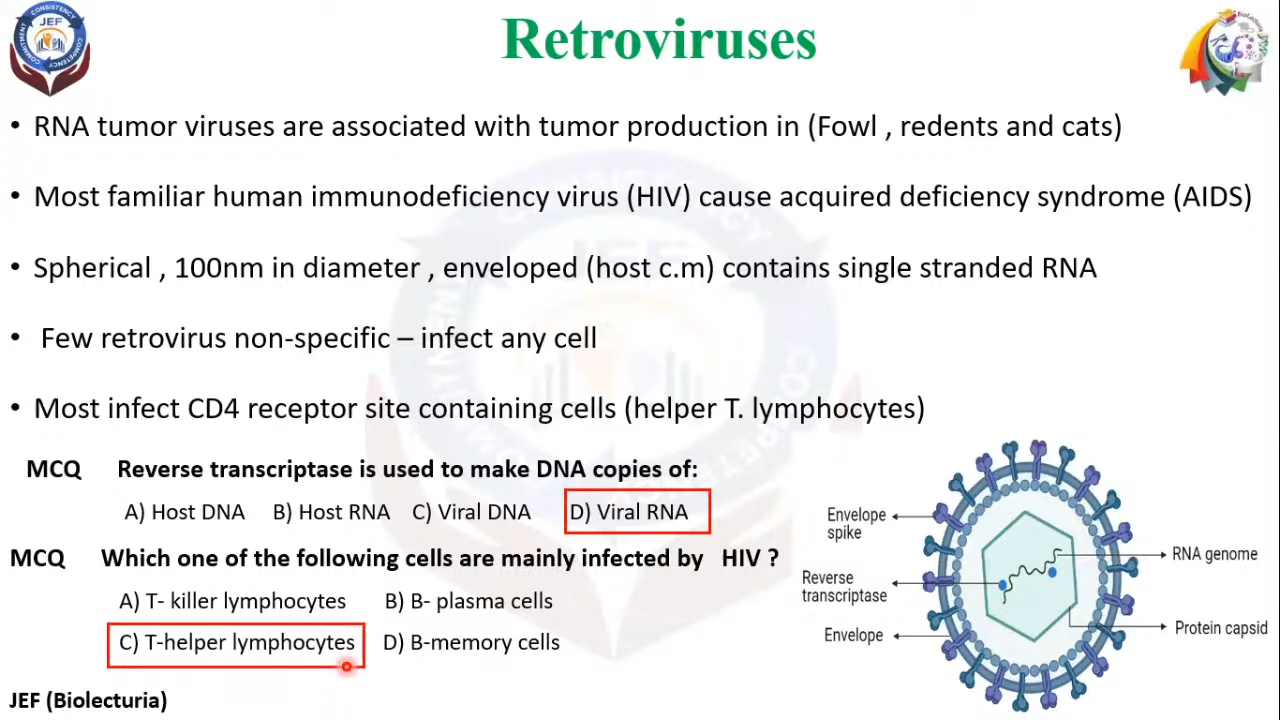 CONSISTENCY
JEF
COMMITMENT
COMPETENCY
Retroviruses
• RNA tumor viruses are associated with tumor production in (Fowl , redents and cats)
• Most familiar human immunodeficiency virus (HIV) cause acquired deficiency syndrome (AIDS)
• Spherical , 100nm in diameter , enveloped (host c.m) contains single stranded RNA
• Few retrovirus non-specific – infect any cell
• Most infect CD4 receptor site containing cells (helper T. lymphocytes)
MCQ Reverse transcriptase is used to make DNA copies of:
A) Host DNA B) Host RNA C) Viral DNA D) Viral RNA
MCQ Which one of the following cells are mainly infected by HIV ?
A) T- killer lymphocytes B) B- plasma cells
C) T-helper lymphocytes D) B-memory cells
Envelope
spike
RNA genome
Reverse
transcriptase
Protein capsid
Envelope
JEF (Biolecturia)